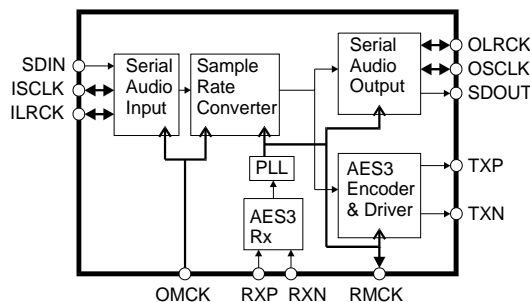 SDIN
ISCLK
ILRCK
Serial
Audio
Input
Sample
Rate
Converter
Serial
Audio
Output
OLRCK
OSCLK
SDOUT
PLL
AES3
Rx
AES3
Encoder
& Driver
TXP
TXN
OMCK
RXP
RXN
RMCK